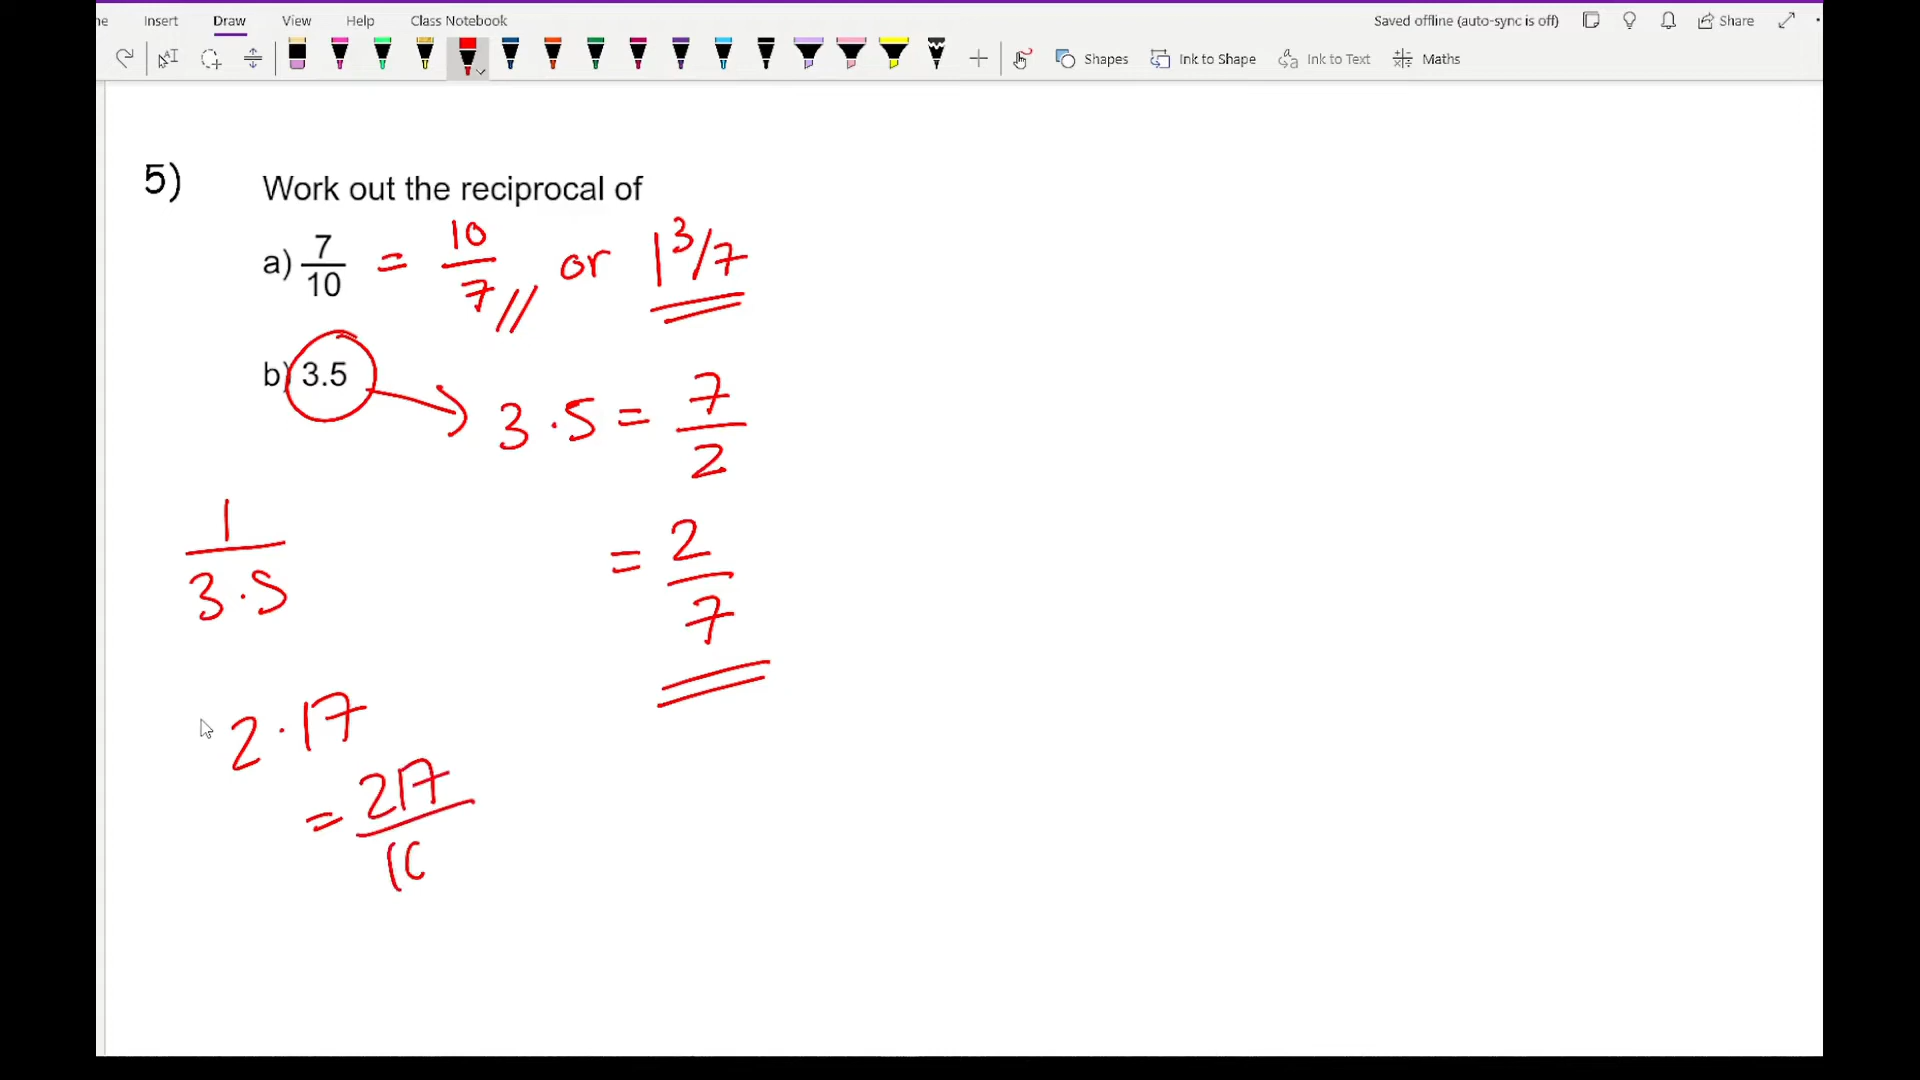 Insert Draw View Help Class Notebook Saved offline (auto-sync is off) Share
Shapes Ink to Shape Ink to Text Maths
5) Work out the reciprocal of
a) 7/10 = 10/7 or 1 3/7
b) 3.5
3·5 = 7/2
= 2/7
1/3·5
2·17
= 217/10